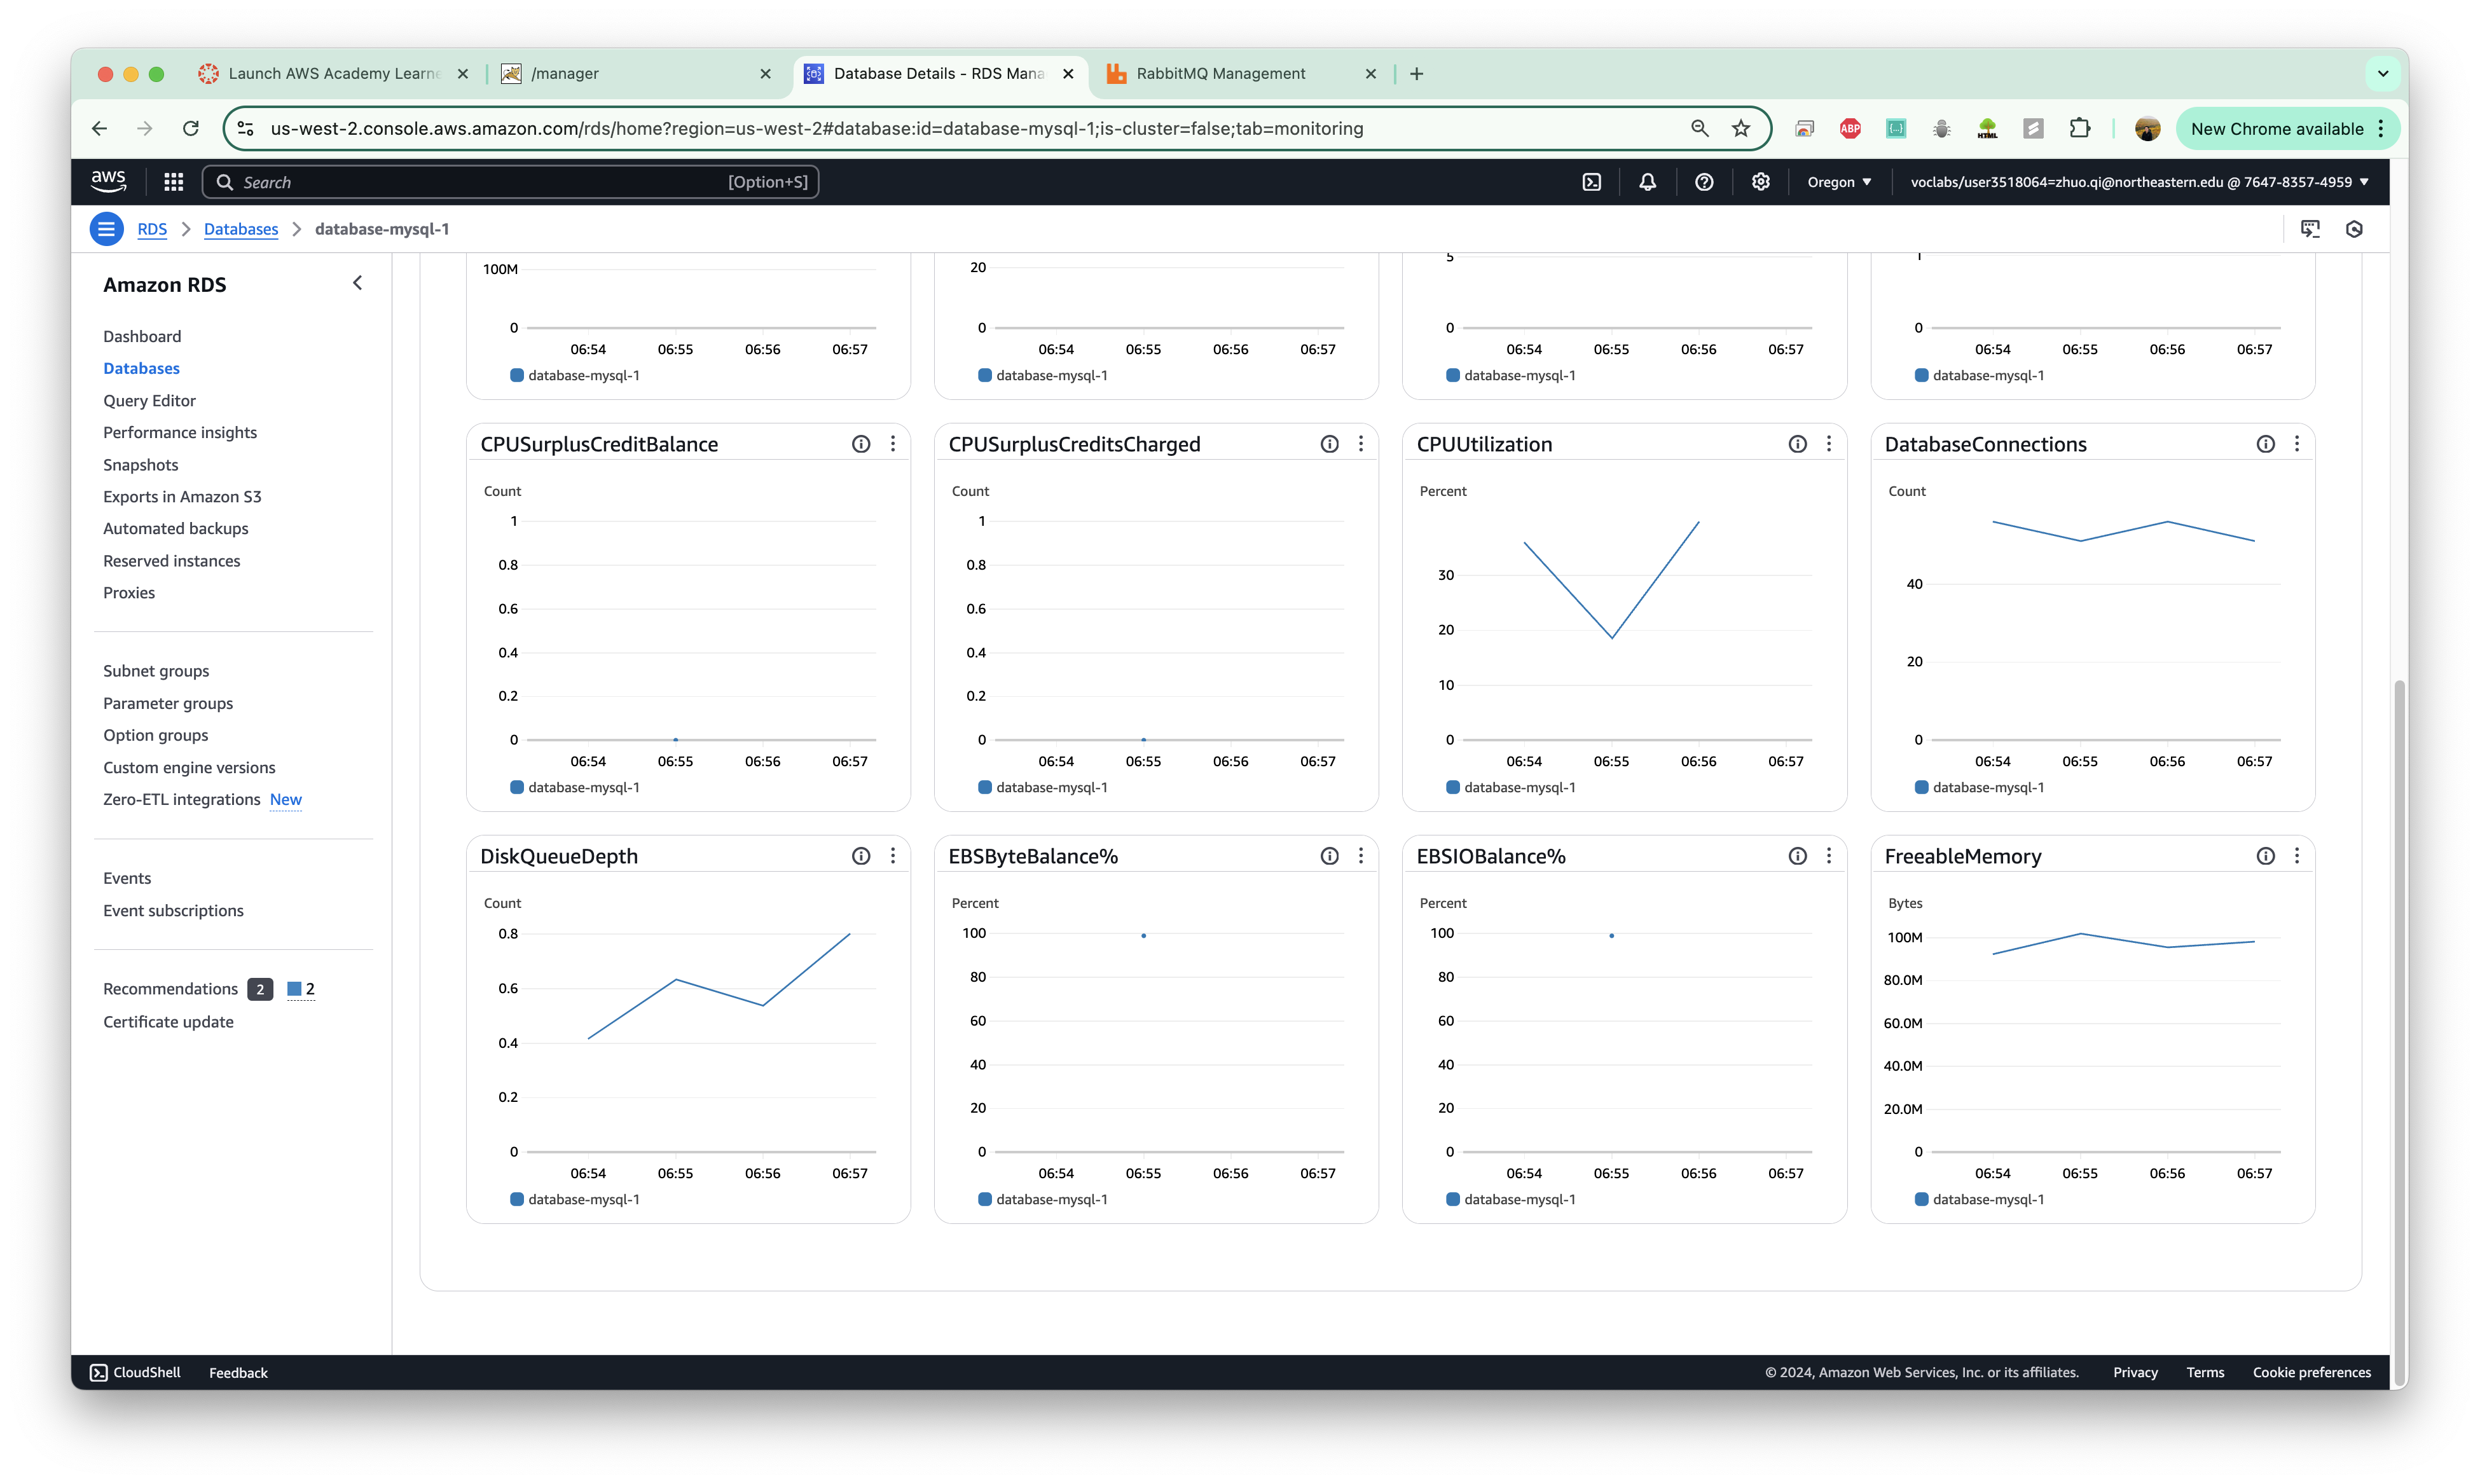 Launch AWS Academy Learne
/manager
Database Details - RDS Mana
RabbitMQ Management
us-west-2.console.aws.amazon.com/rds/home?region=us-west-2#database:id=database-mysql-1;is-cluster=false;tab=monitoring
ABP
HTML
New Chrome available
aws
Search
[Option+S]
Oregon
voclabs/user3518064=zhuo.qi@northeastern.edu @ 7647-8357-4959
RDS
Databases
database-mysql-1
Amazon RDS
Dashboard
Databases
Query Editor
Performance insights
Snapshots
Exports in Amazon S3
Automated backups
Reserved instances
Proxies
Subnet groups
Parameter groups
Option groups
Custom engine versions
Zero-ETL integrations New
Events
Event subscriptions
Recommendations 2 2
Certificate update
100M
0
06:54 06:55 06:56 06:57
database-mysql-1
20
0
06:54 06:55 06:56 06:57
database-mysql-1
5
0
06:54 06:55 06:56 06:57
database-mysql-1
1
0
06:54 06:55 06:56 06:57
database-mysql-1
CPUSurplusCreditBalance
Count
1
0.8
0.6
0.4
0.2
0
06:54 06:55 06:56 06:57
database-mysql-1
CPUSurplusCreditsCharged
Count
1
0.8
0.6
0.4
0.2
0
06:54 06:55 06:56 06:57
database-mysql-1
CPUUtilization
Percent
30
20
10
0
06:54 06:55 06:56 06:57
database-mysql-1
DatabaseConnections
Count
40
20
0
06:54 06:55 06:56 06:57
database-mysql-1
DiskQueueDepth
Count
0.8
0.6
0.4
0.2
0
06:54 06:55 06:56 06:57
database-mysql-1
EBSByteBalance%
Percent
100
80
60
40
20
0
06:54 06:55 06:56 06:57
database-mysql-1
EBSIOBalance%
Percent
100
80
60
40
20
0
06:54 06:55 06:56 06:57
database-mysql-1
FreeableMemory
Bytes
100M
80.0M
60.0M
40.0M
20.0M
0
06:54 06:55 06:56 06:57
database-mysql-1
CloudShell
Feedback
© 2024, Amazon Web Services, Inc. or its affiliates.
Privacy
Terms
Cookie preferences